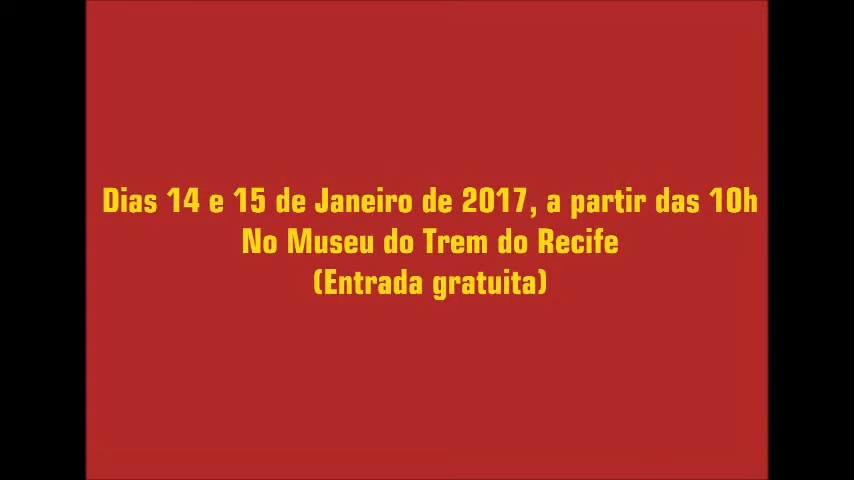 Dias 14 e 15 de Janeiro de 2017, a partir das 10h
No Museu do Trem do Recife
(Entrada gratuita)